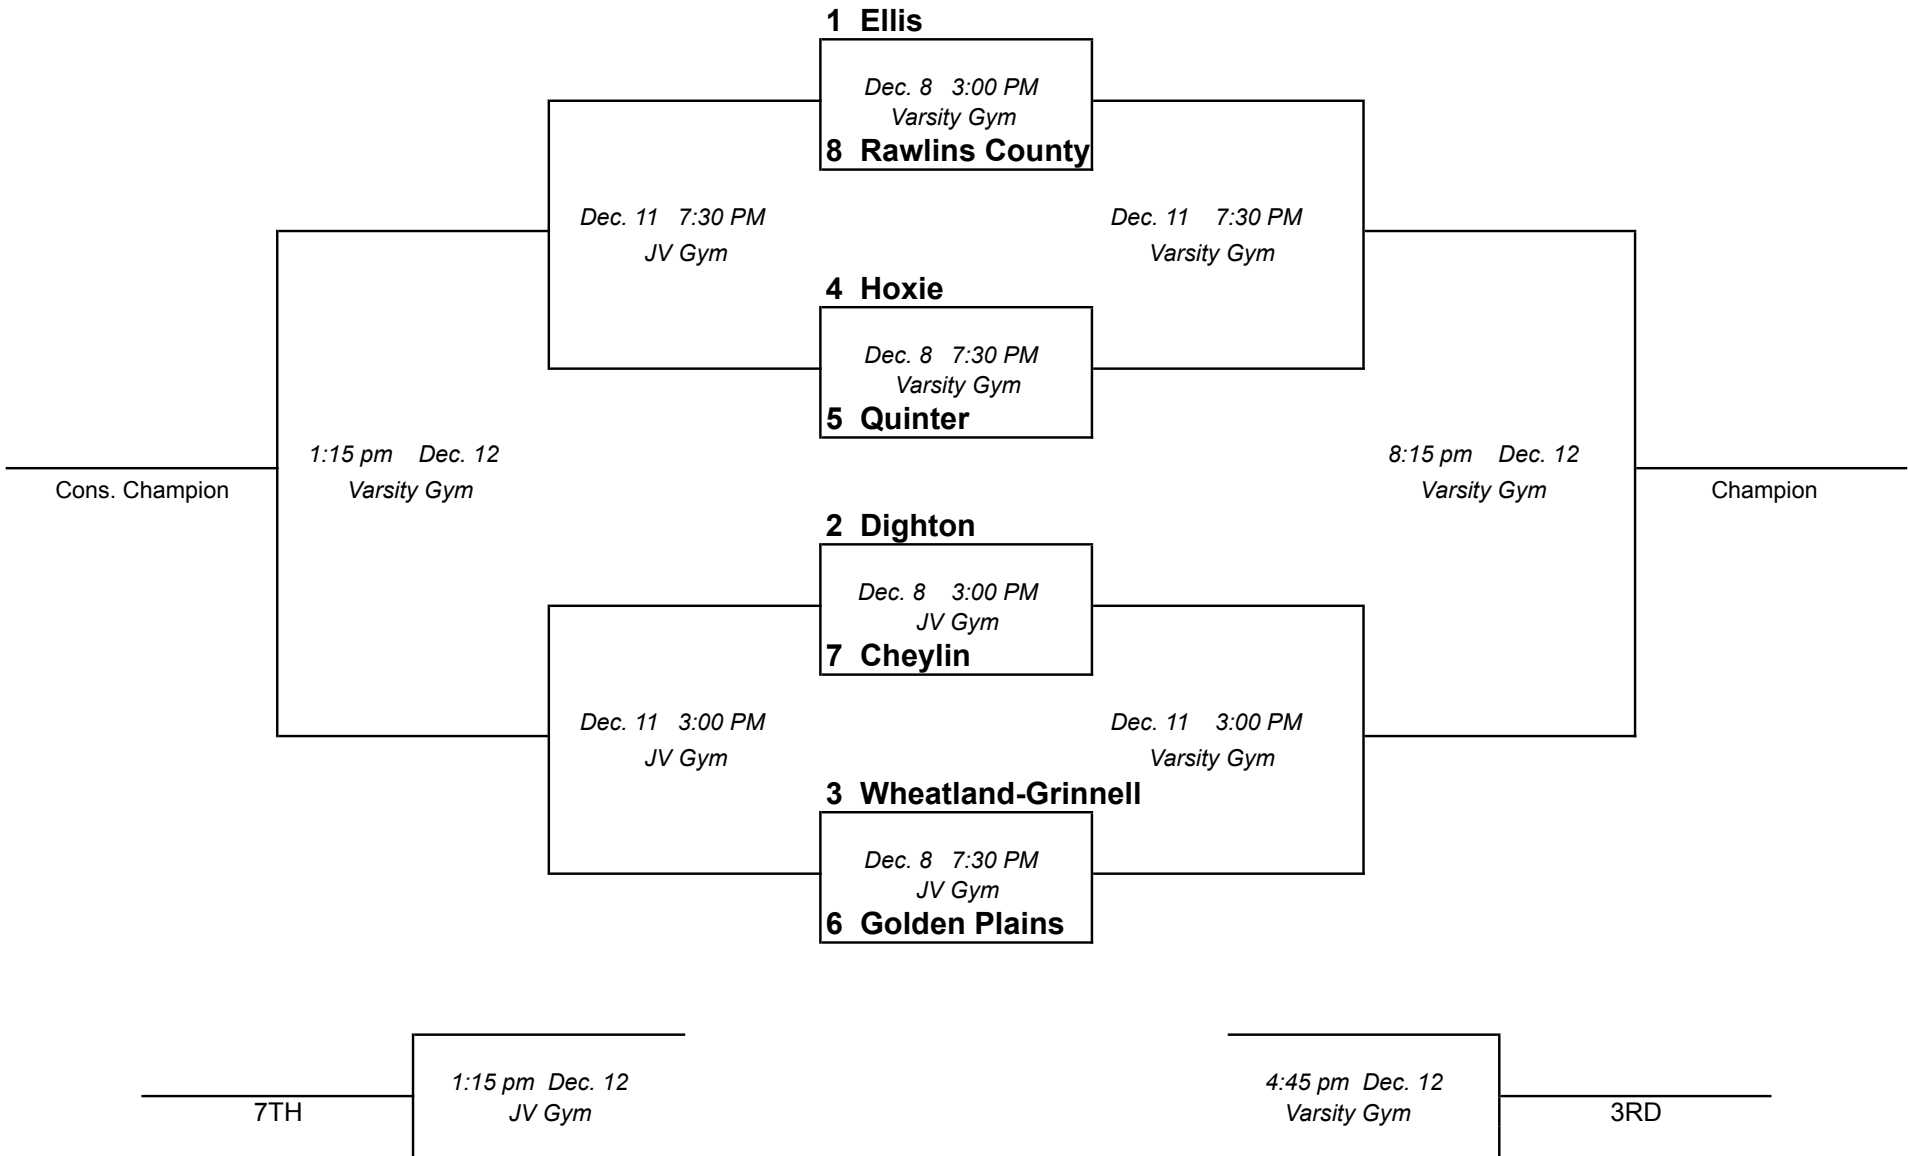 1 Ellis
Dec. 8 3:00 PM
Varsity Gym
8 Rawlins County
Dec. 11 7:30 PM
JV Gym
Dec. 11 7:30 PM
Varsity Gym
4 Hoxie
Dec. 8 7:30 PM
Varsity Gym
5 Quinter
1:15 pm Dec. 12
Varsity Gym
Cons. Champion
8:15 pm Dec. 12
Varsity Gym
Champion
2 Dighton
Dec. 8 3:00 PM
JV Gym
7 Cheylin
Dec. 11 3:00 PM
JV Gym
Dec. 11 3:00 PM
Varsity Gym
3 Wheatland-Grinnell
Dec. 8 7:30 PM
JV Gym
6 Golden Plains
1:15 pm Dec. 12
JV Gym
7TH
4:45 pm Dec. 12
Varsity Gym
3RD